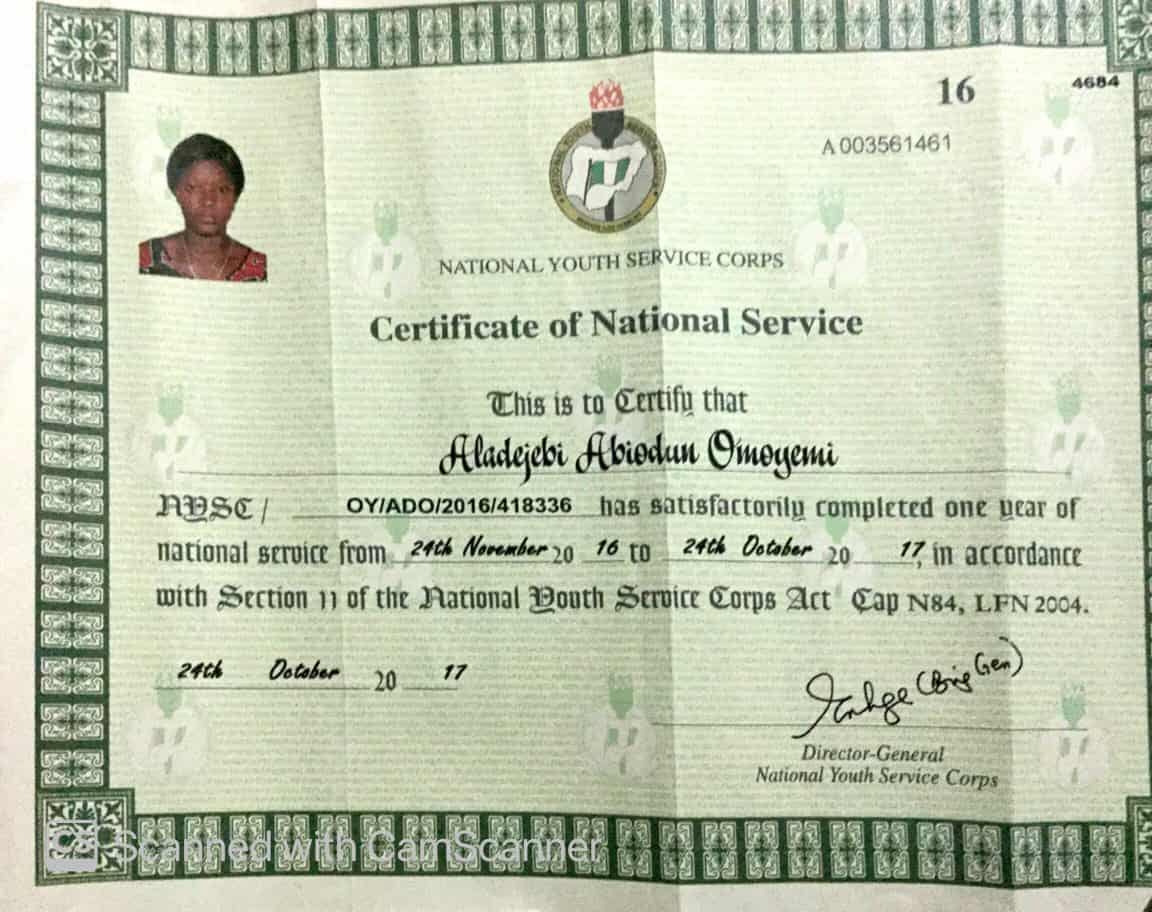 16
4684
A 003561461
NATIONAL YOUTH SERVICE CORPS
Certificate of National Service
This is to Certify that
Aladejebi Abiodun Omoyemi
NYSC/ OY/ADO/2016/418336 has satisfactorily completed one year of
national service from 24th November 20 16 to 24th October 20 17, in accordance
with Section 11 of the National Youth Service Corps Act Cap N84, LFN 2004.
24th October 20 17
(Brig Gen)
Director-General
National Youth Service Corps
CS Scanned with CamScanner